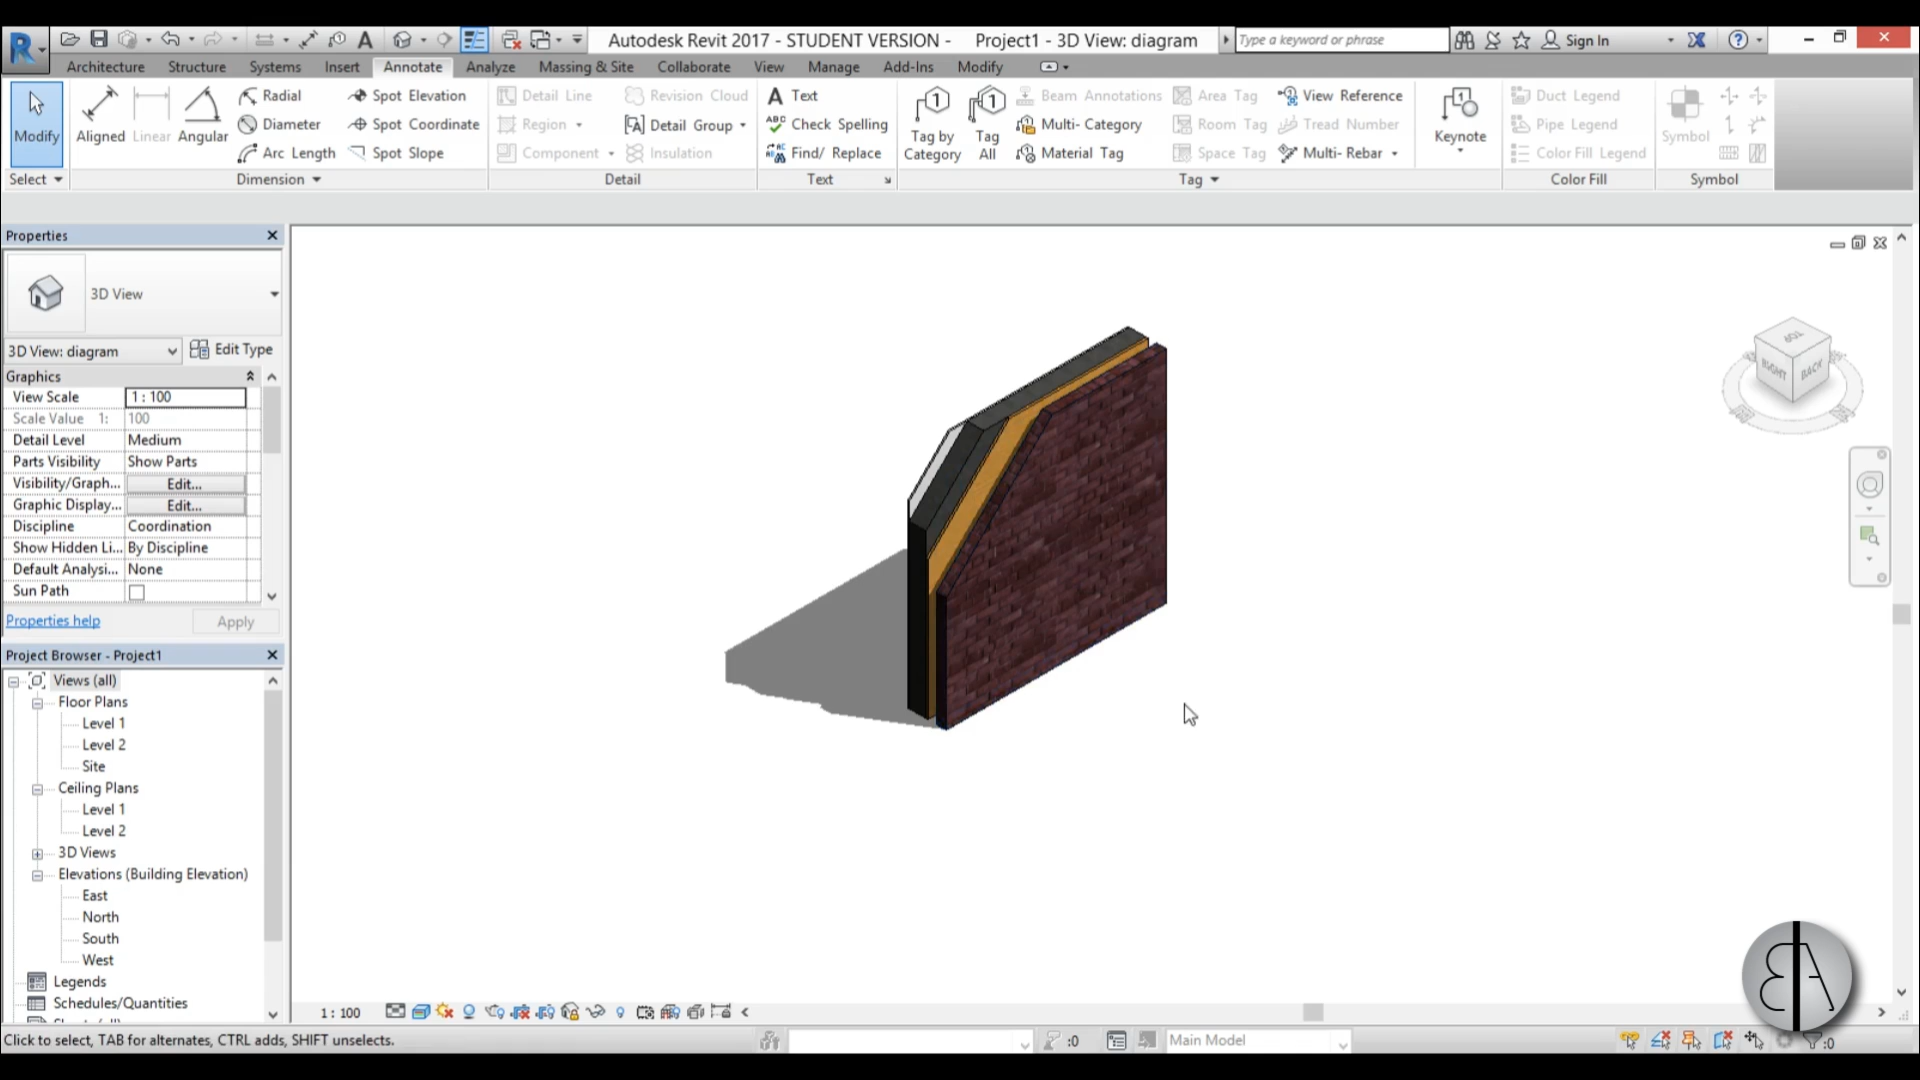 Autodesk Revit 2017 - STUDENT VERSION - Project1 - 3D View: diagram
Type a keyword or phrase
Sign In
Architecture Structure Systems Insert Annotate Analyze Massing & Site Collaborate View Manage Add-Ins Modify
Modify
Select
Aligned
Linear
Angular
Radial
Diameter
Arc Length
Spot Elevation
Spot Coordinate
Spot Slope
Dimension
Detail Line
Region
Component
Revision Cloud
Detail Group
Insulation
Detail
Text
Check Spelling
Find/ Replace
Text
Tag by Category
Tag All
Beam Annotations
Multi- Category
Material Tag
Area Tag
Room Tag
Space Tag
View Reference
Tread Number
Multi- Rebar
Tag
Keynote
Duct Legend
Pipe Legend
Color Fill Legend
Color Fill
Symbol
Symbol
Properties
3D View
3D View: diagram
Edit Type
Graphics
View Scale 1 : 100
Scale Value 1: 100
Detail Level Medium
Parts Visibility Show Parts
Visibility/Graph... Edit...
Graphic Display... Edit...
Discipline Coordination
Show Hidden Li... By Discipline
Default Analysi... None
Sun Path
Properties help
Apply
Project Browser - Project1
Views (all)
Floor Plans
Level 1
Level 2
Site
Ceiling Plans
Level 1
Level 2
3D Views
Elevations (Building Elevation)
East
North
South
West
Legends
Schedules/Quantities
TOP
RIGHT
BACK
1 : 100
Click to select, TAB for alternates, CTRL adds, SHIFT unselects.
:0
Main Model
:0